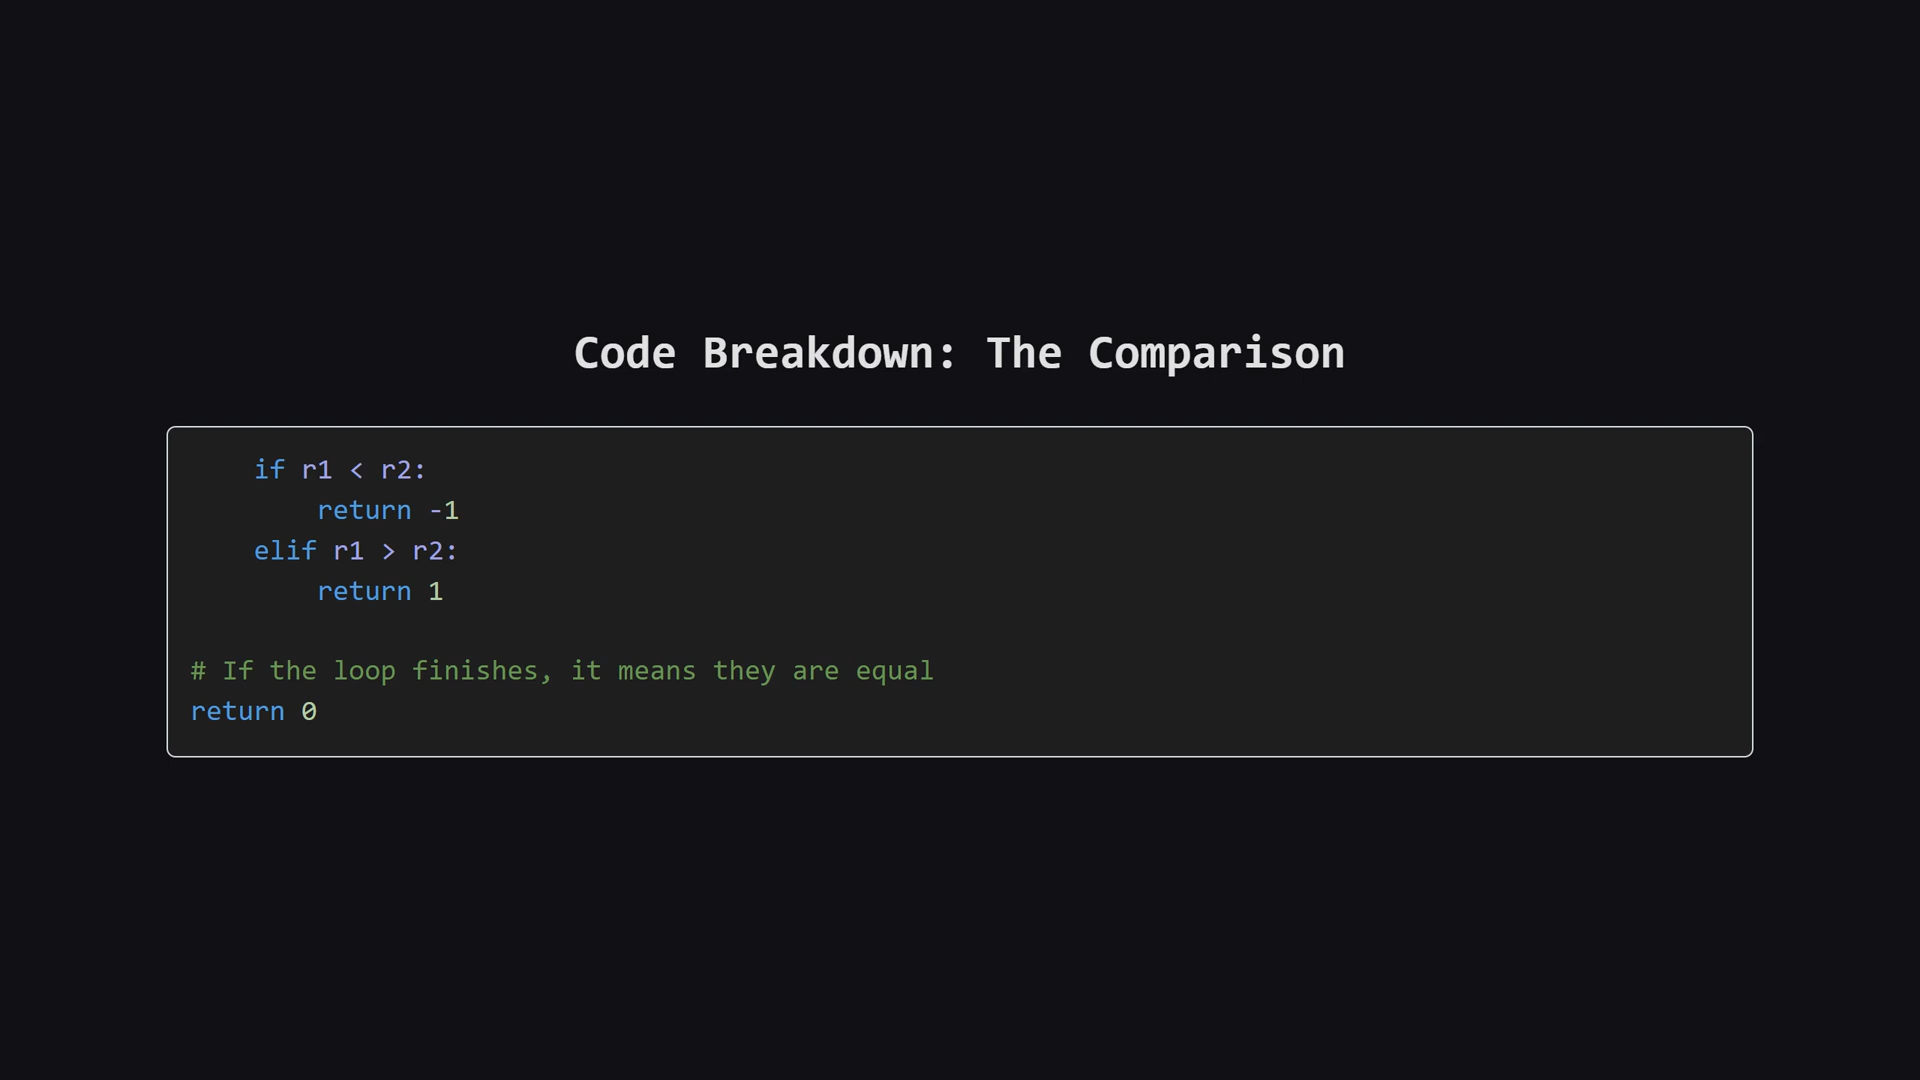 Code Breakdown: The Comparison
if r1 < r2:
return -1
elif r1 > r2:
return 1
# If the loop finishes, it means they are equal
return 0